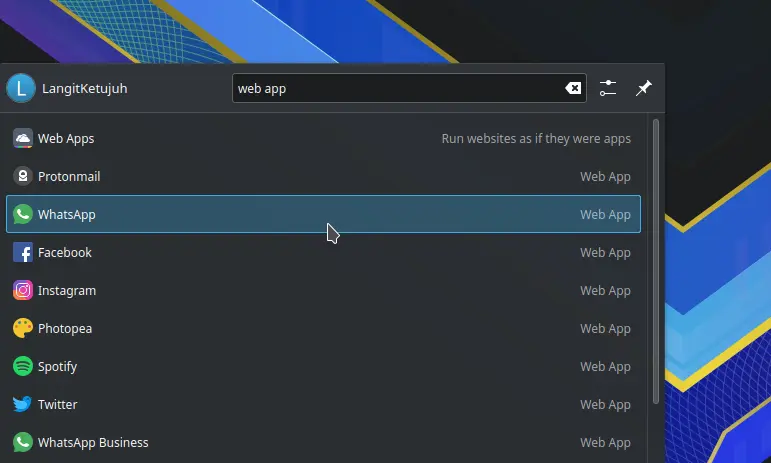 L LangitKetujuh web app
Web Apps Run websites as if they were apps
Protonmail Web App
WhatsApp Web App
Facebook Web App
Instagram Web App
Photopea Web App
Spotify Web App
Twitter Web App
WhatsApp Business Web App